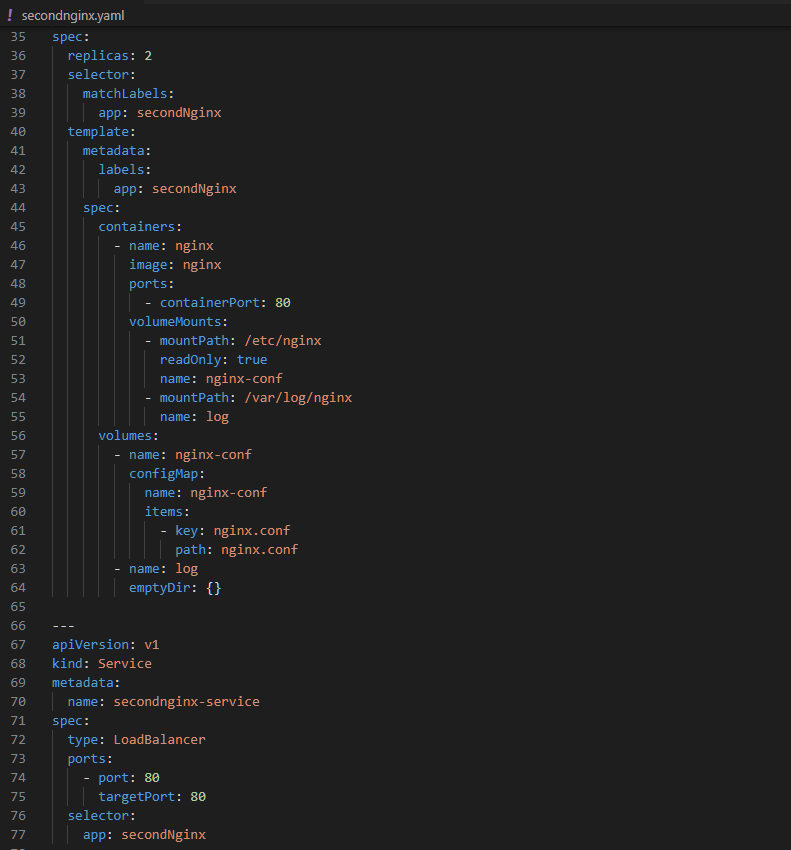 ! secondnginx.yaml
35 spec:
36   replicas: 2
37   selector:
38     matchLabels:
39       app: secondNginx
40   template:
41     metadata:
42       labels:
43         app: secondNginx
44     spec:
45       containers:
46         - name: nginx
47           image: nginx
48           ports:
49             - containerPort: 80
50           volumeMounts:
51             - mountPath: /etc/nginx
52               readOnly: true
53               name: nginx-conf
54             - mountPath: /var/log/nginx
55               name: log
56       volumes:
57         - name: nginx-conf
58           configMap:
59             name: nginx-conf
60             items:
61               - key: nginx.conf
62                 path: nginx.conf
63         - name: log
64           emptyDir: {}
65
66 ---
67 apiVersion: v1
68 kind: Service
69 metadata:
70   name: secondnginx-service
71 spec:
72   type: LoadBalancer
73   ports:
74     - port: 80
75       targetPort: 80
76   selector:
77     app: secondNginx